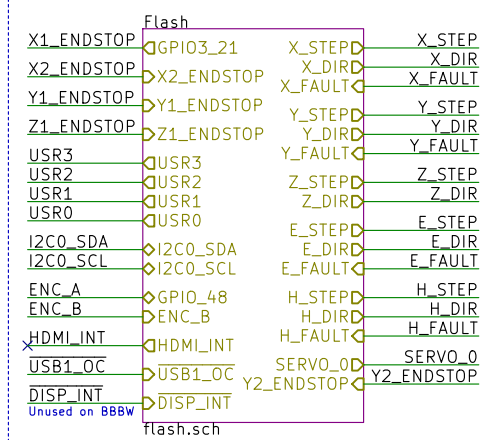 Flash
X1_ENDSTOP GPIO3_21 X_STEP X_STEP
X_DIR X_DIR
X2_ENDSTOP X2_ENDSTOP X_FAULT X_FAULT
Y1_ENDSTOP Y1_ENDSTOP Y_STEP Y_STEP
Z1_ENDSTOP Z1_ENDSTOP Y_DIR Y_DIR
Y_FAULT Y_FAULT
USR3 USR3
USR2 USR2 Z_STEP Z_STEP
USR1 USR1 Z_DIR Z_DIR
USR0 USR0 E_STEP E_STEP
I2C0_SDA I2C0_SDA E_DIR E_DIR
I2C0_SCL I2C0_SCL E_FAULT E_FAULT
ENC_A GPIO_48 H_STEP H_STEP
ENC_B ENC_B H_DIR H_DIR
H_FAULT H_FAULT
HDMI_INT HDMI_INT
SERVO_0 SERVO_0
USB1_OC USB1_OC Y2_ENDSTOP Y2_ENDSTOP
DISP_INT DISP_INT
Unused on BBBW
flash.sch